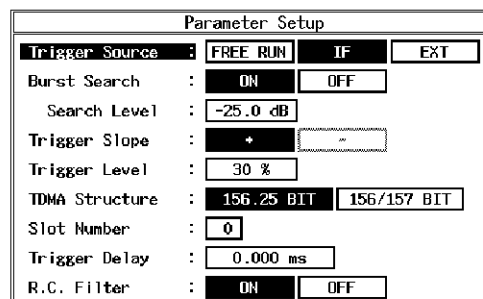 Parameter Setup
Trigger Source : FREE RUN IF EXT
Burst Search : ON OFF
Search Level : -25.0 dB
Trigger Slope : +
Trigger Level : 30 %
TDMA Structure : 156.25 BIT 156/157 BIT
Slot Number : 0
Trigger Delay : 0.000 ms
R.C. Filter : ON OFF